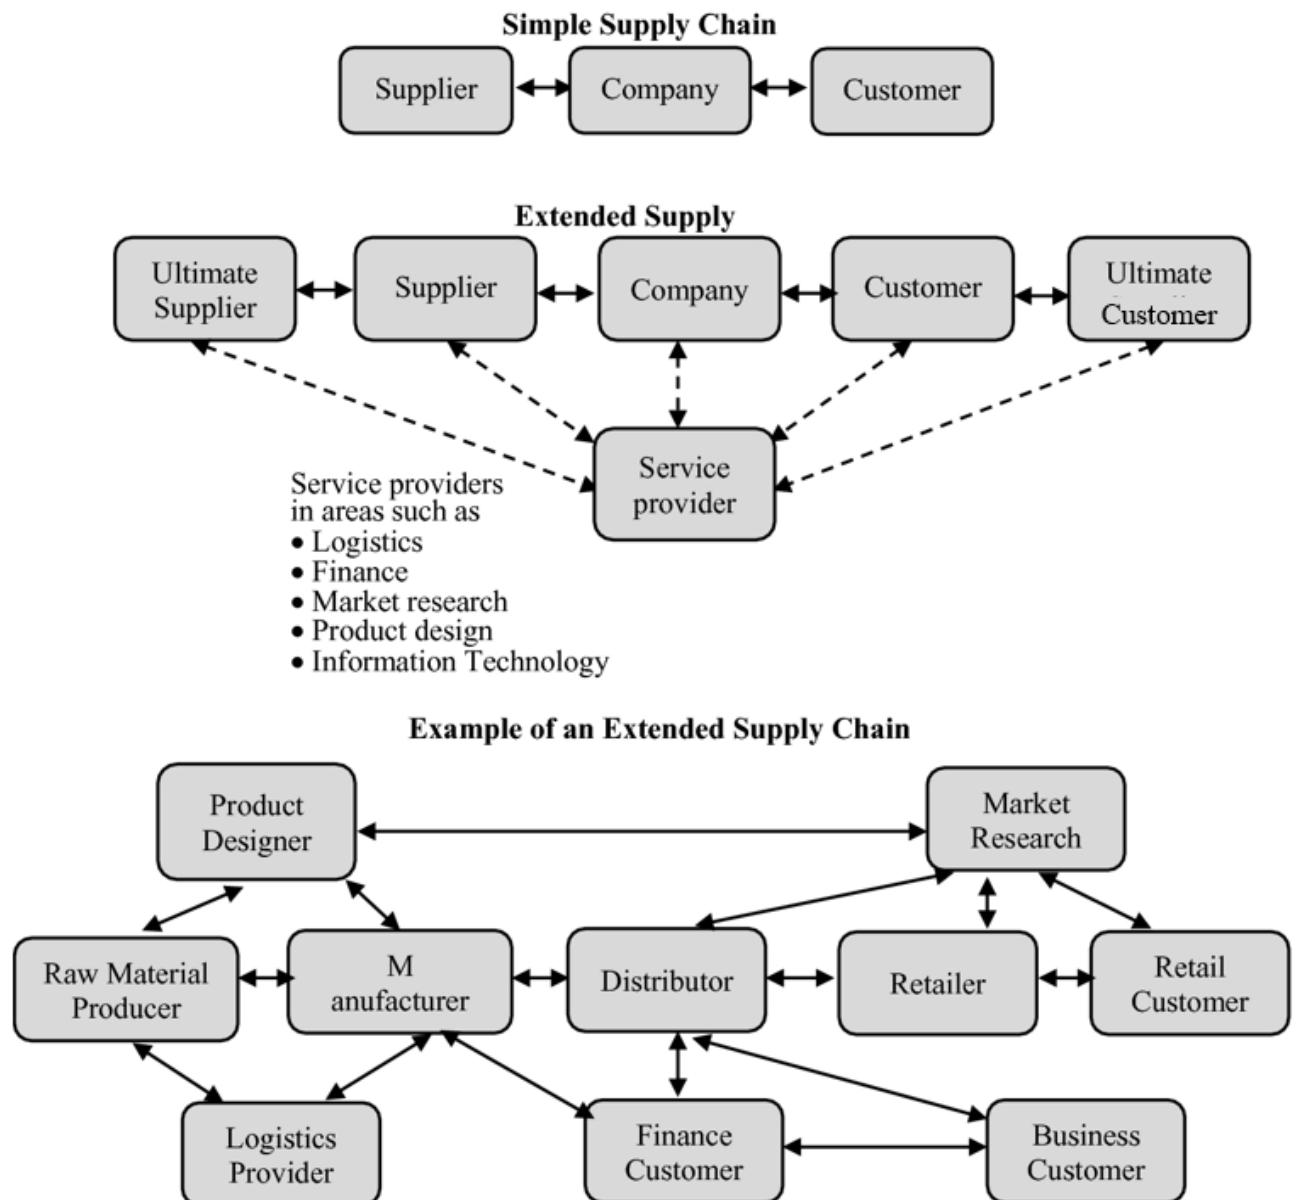 Simple Supply Chain
Supplier
Company
Customer
Extended Supply
Ultimate
Supplier
Supplier
Company
Customer
Ultimate
Customer
Service
provider
Service providers
in areas such as
• Logistics
• Finance
• Market research
• Product design
• Information Technology
Example of an Extended Supply Chain
Product
Designer
Market
Research
Raw Material
Producer
M
anufacturer
Distributor
Retailer
Retail
Customer
Logistics
Provider
Finance
Customer
Business
Customer